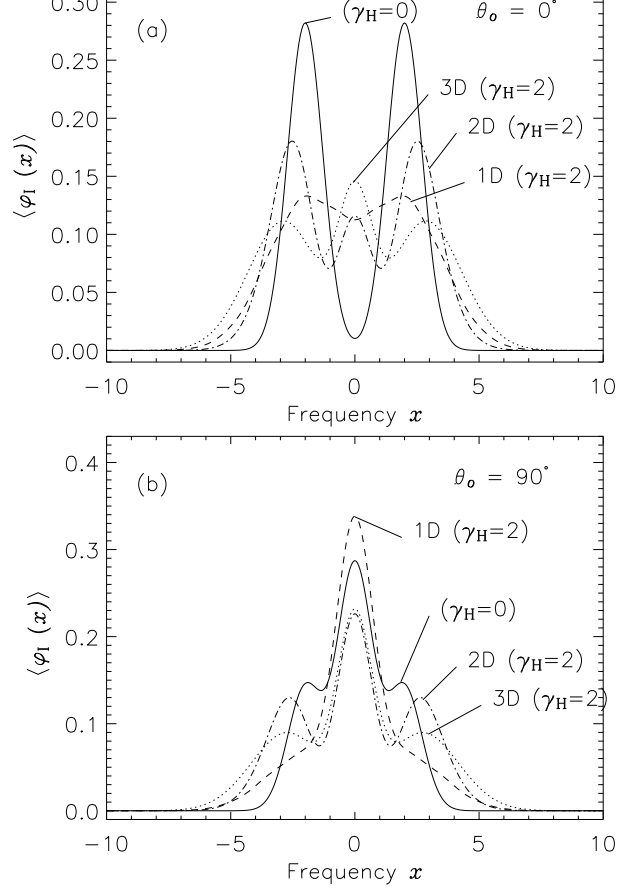 0.30 (γH=0) θo = 0°
(a)
0.25
3D (γH=2)
0.20 2D (γH=2)
0.15 1D (γH=2)
⟨φI (x)⟩
0.10
0.05
0.00
−10 −5 0 5 10
Frequency x
0.4
(b) θo = 90°
1D (γH=2)
0.3
(γH=0)
⟨φI (x)⟩
0.2
2D (γH=2)
3D (γH=2)
0.1
0.0
−10 −5 0 5 10
Frequency x